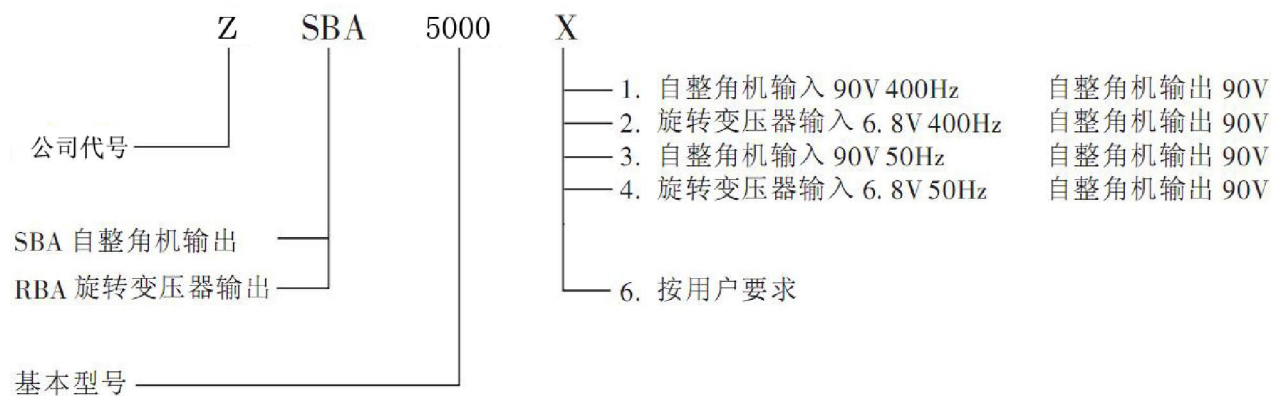 Z SBA 5000 X
1. 自整角机输入 90V 400Hz 自整角机输出 90V
2. 旋转变压器输入 6. 8V 400Hz 自整角机输出 90V
公司代号
3. 自整角机输入 90V 50Hz 自整角机输出 90V
4. 旋转变压器输入 6. 8V 50Hz 自整角机输出 90V
SBA 自整角机输出
RBA 旋转变压器输出
6. 按用户要求
基本型号